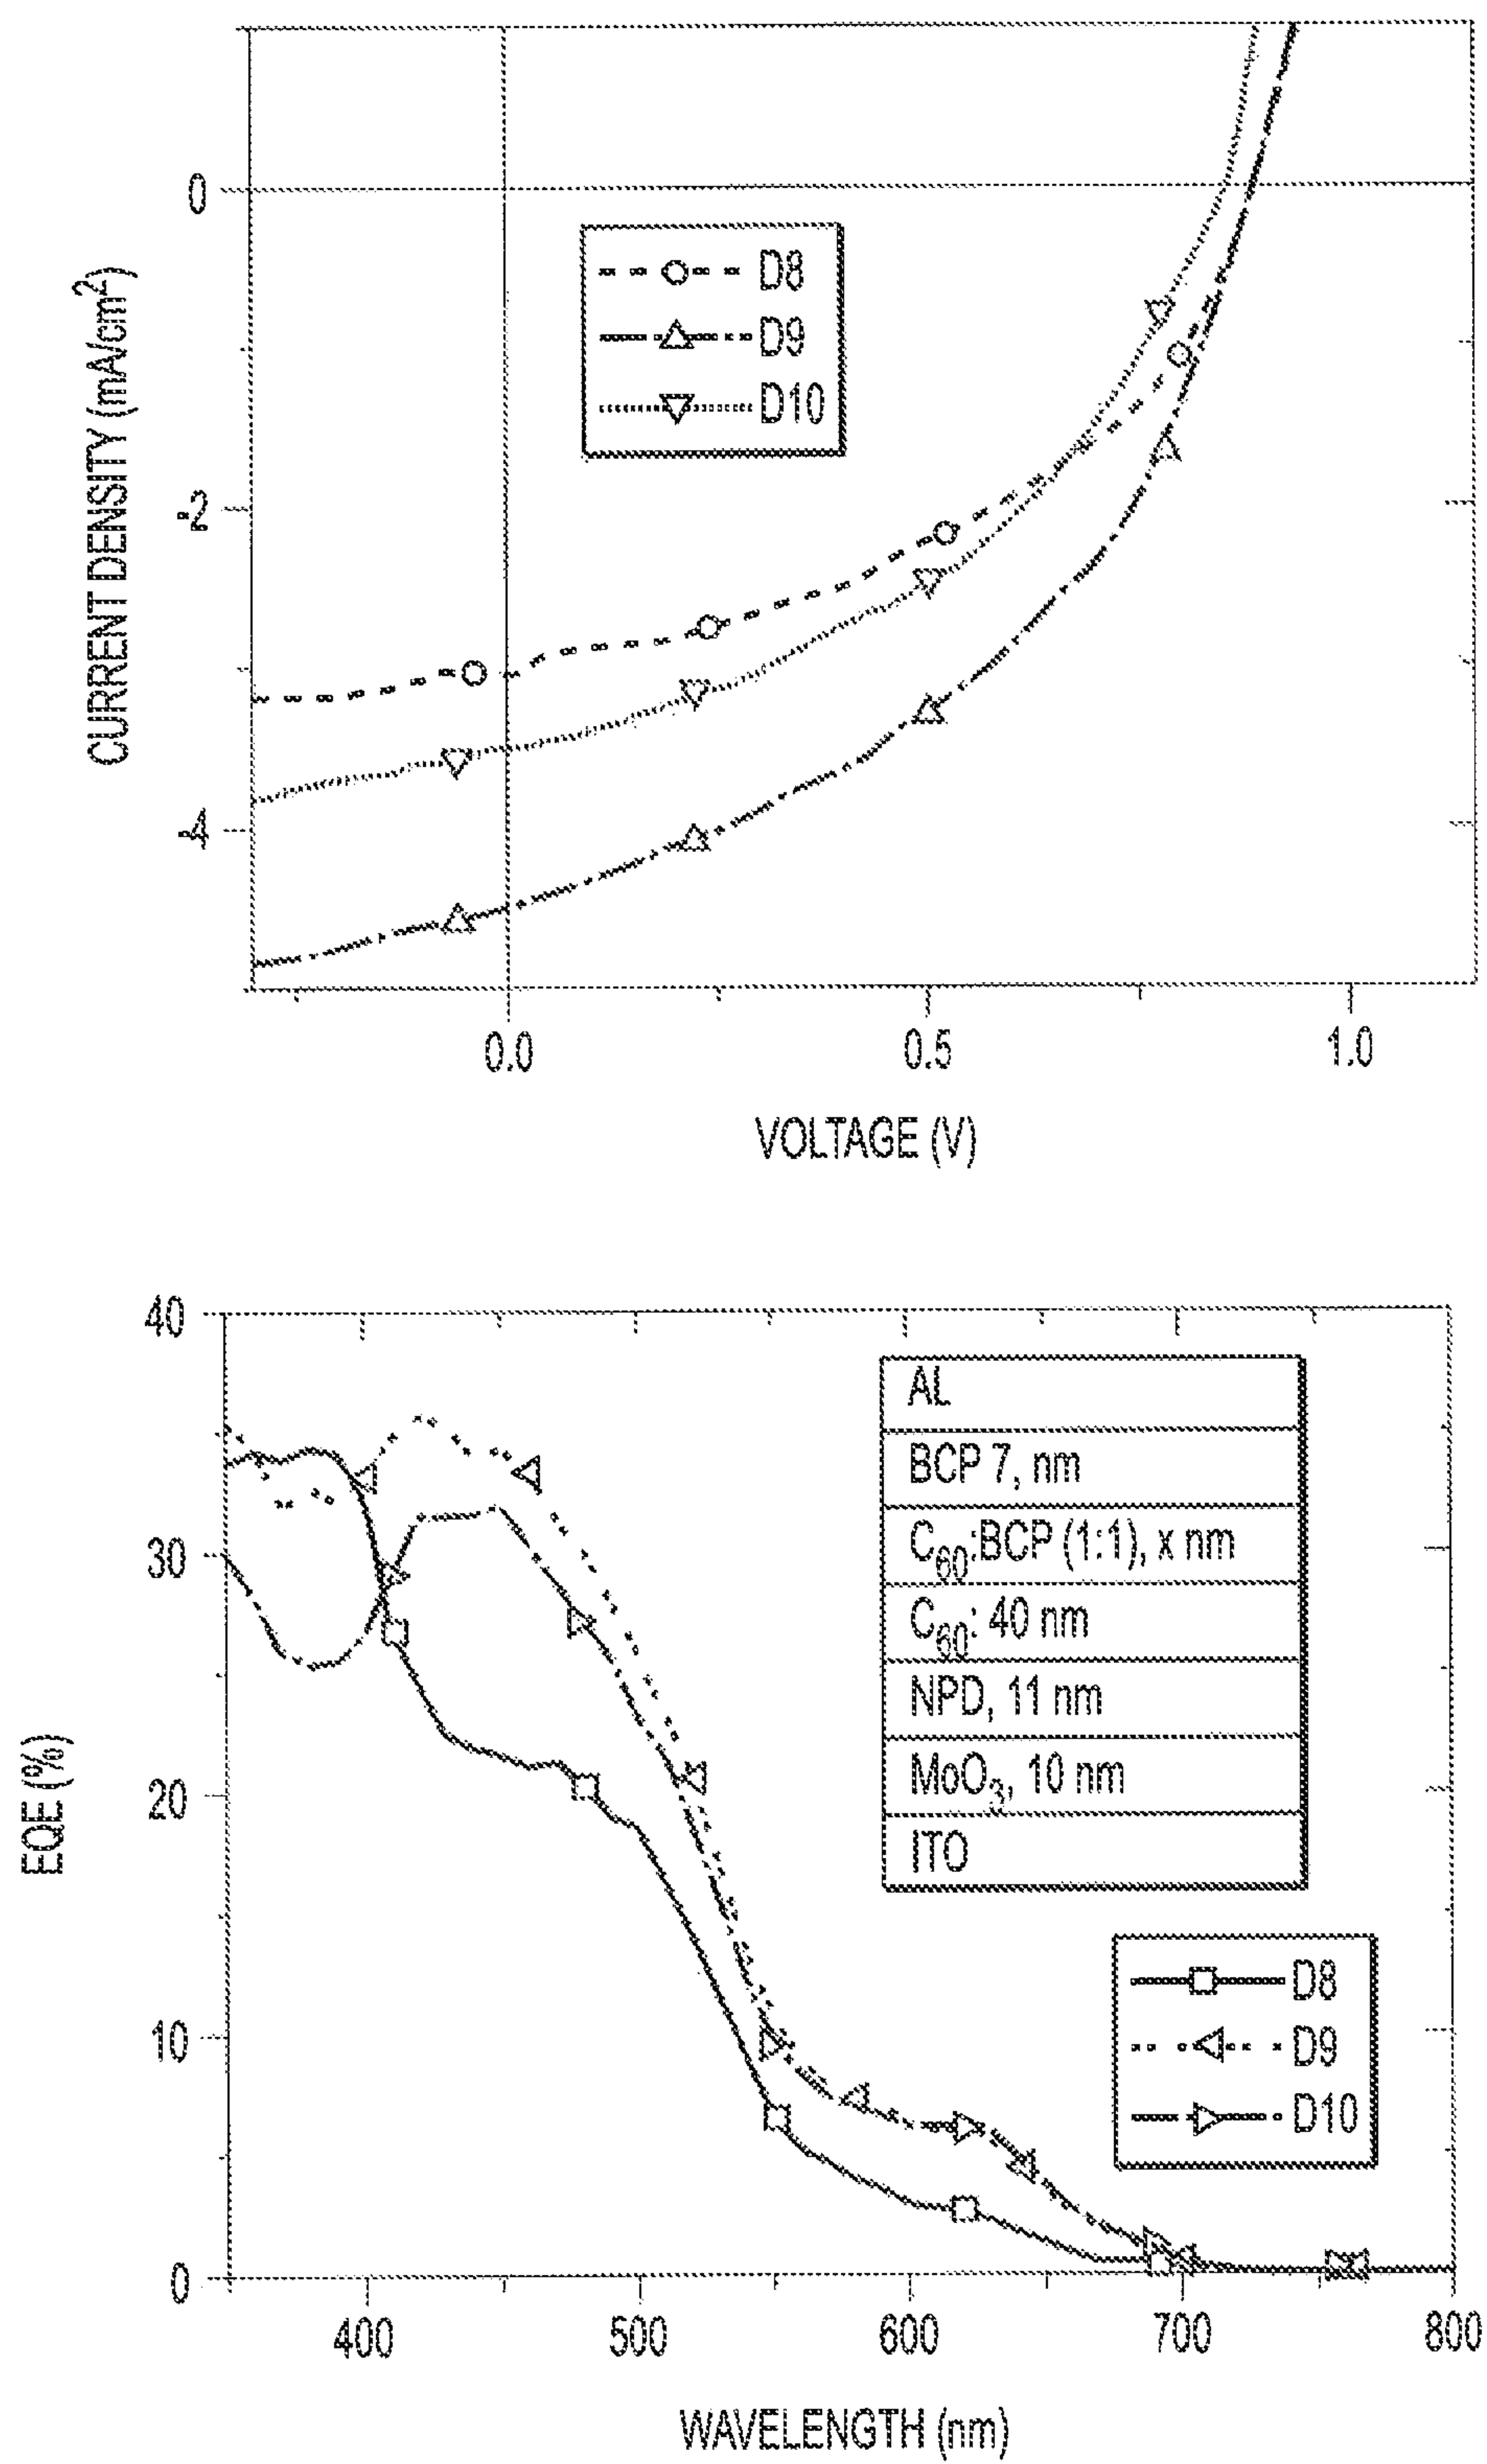 CURRENT DENSITY (mA/cm²)
0
-2
-4
D8
D9
D10
0.0
0.5
1.0
VOLTAGE (V)
EQE (%)
40
30
20
10
0
AL
BCP 7, nm
C₆₀:BCP (1:1), x nm
C₆₀: 40 nm
NPD, 11 nm
MoO₃, 10 nm
ITO
D8
D9
D10
400
500
600
700
800
WAVELENGTH (nm)